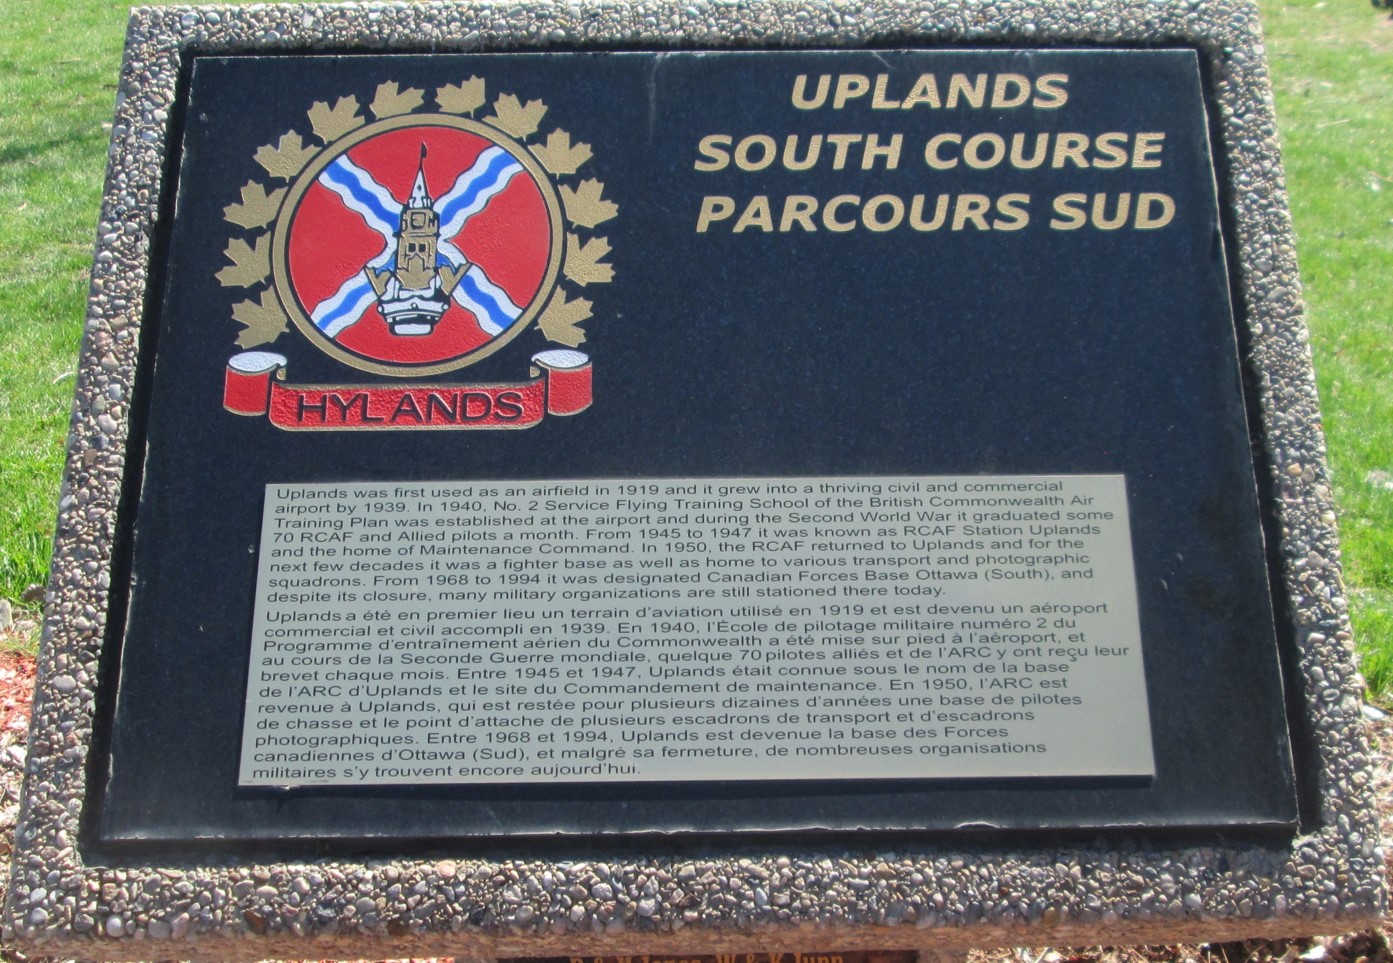 UPLANDS
SOUTH COURSE
PARCOURS SUD
HYLANDS
Uplands was first used as an airfield in 1919 and it grew into a thriving civil and commercial
airport by 1939. In 1940, No. 2 Service Flying Training School of the British Commonwealth Air
Training Plan was established at the airport and during the Second World War it graduated some
70 RCAF and Allied pilots a month. From 1945 to 1947 it was known as RCAF Station Uplands
and the home of Maintenance Command. In 1950, the RCAF returned to Uplands and for the
next few decades it was a fighter base as well as home to various transport and photographic
squadrons. From 1968 to 1994 it was designated Canadian Forces Base Ottawa (South), and
despite its closure, many military organizations are still stationed there today.
Uplands a été en premier lieu un terrain d'aviation utilisé en 1919 et est devenu un aéroport
commercial et civil accompli en 1939. En 1940, l'École de pilotage militaire numéro 2 du
Programme d'entraînement aérien du Commonwealth a été mise sur pied à l'aéroport, et
au cours de la Seconde Guerre mondiale, quelque 70 pilotes alliés et de l'ARC y ont reçu leur
brevet chaque mois. Entre 1945 et 1947, Uplands était connue sous le nom de la base
de l'ARC d'Uplands et le site du Commandement de maintenance. En 1950, l'ARC est
revenue à Uplands, qui est restée pour plusieurs dizaines d'années une base de pilotes
de chasse et le point d'attache de plusieurs escadrons de transport et d'escadrons
photographiques. Entre 1968 et 1994, Uplands est devenue la base des Forces
canadiennes d'Ottawa (Sud), et malgré sa fermeture, de nombreuses organisations
militaires s'y trouvent encore aujourd'hui.